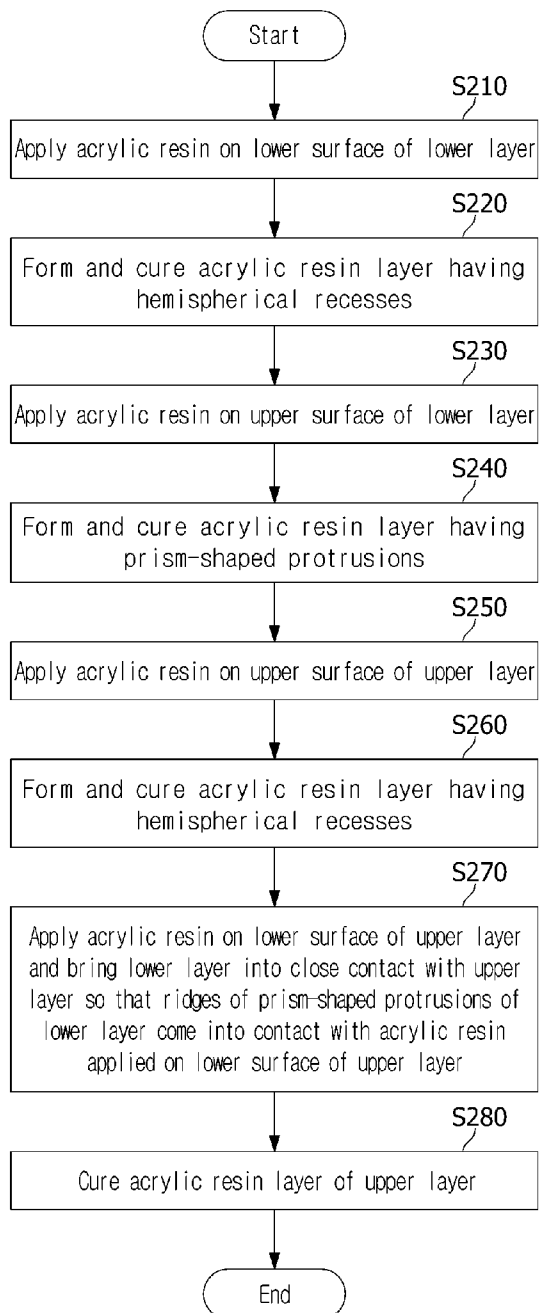 Start
S210
Apply acrylic resin on lower surface of lower layer
S220
Form and cure acrylic resin layer having
hemispherical recesses
S230
Apply acrylic resin on upper surface of lower layer
S240
Form and cure acrylic resin layer having
prism-shaped protrusions
S250
Apply acrylic resin on upper surface of upper layer
S260
Form and cure acrylic resin layer having
hemispherical recesses
S270
Apply acrylic resin on lower surface of upper layer
and bring lower layer into close contact with upper
layer so that ridges of prism-shaped protrusions of
lower layer come into contact with acrylic resin
applied on lower surface of upper layer
S280
Cure acrylic resin layer of upper layer
End